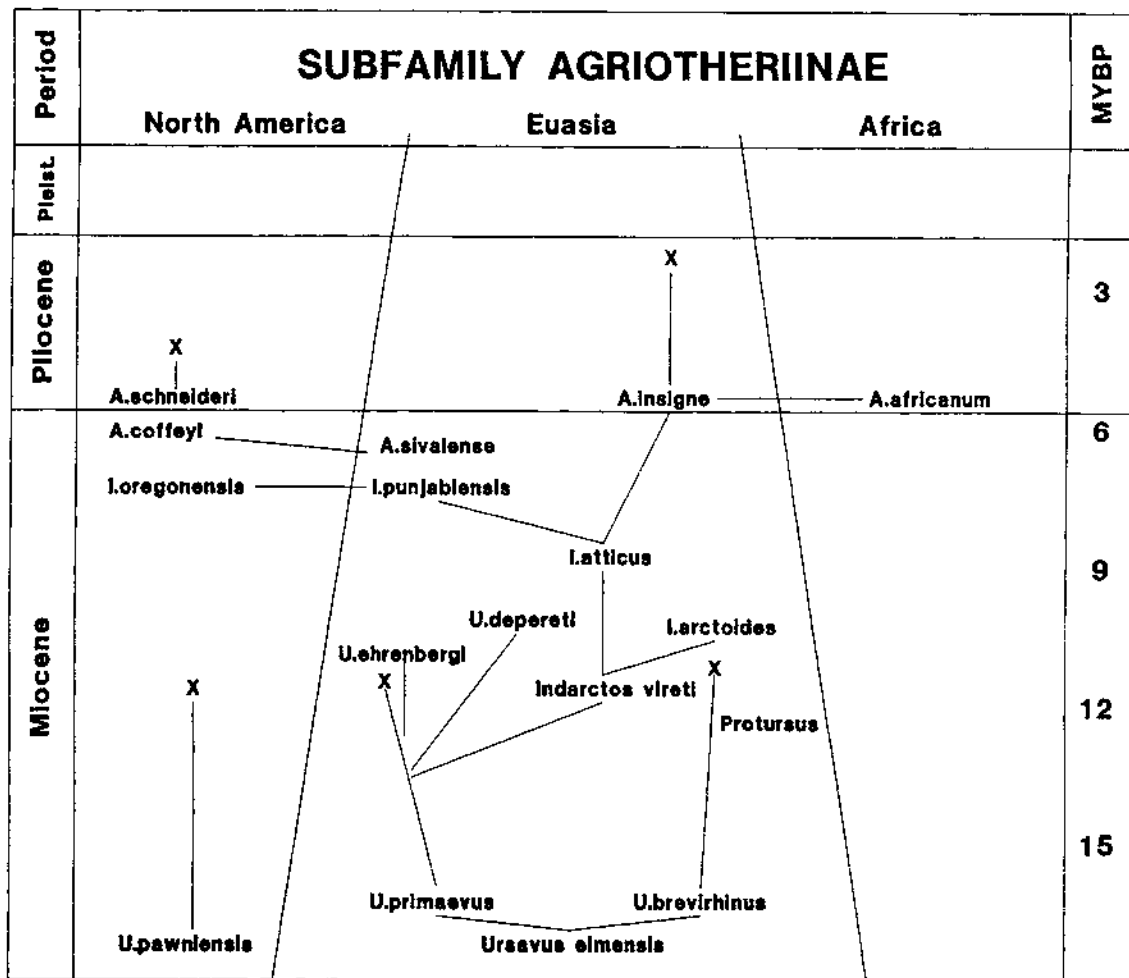 Period
SUBFAMILY AGRIOTHERIINAE
MYBP
North America
Euasia
Africa
Pleist.
Pliocene
X
3
X
A.schneideri
A.insigne
A.africanum
Miocene
A.coffeyi
A.sivalense
6
I.oregonensis
I.punjabiensis
I.atticus
9
U.depereti
I.arctoides
U.ehrenbergi
X
Indarctos vireti
X
X
12
Protursus
15
U.primaevus
U.brevirhinus
U.pawniensis
Ursavus elmensis